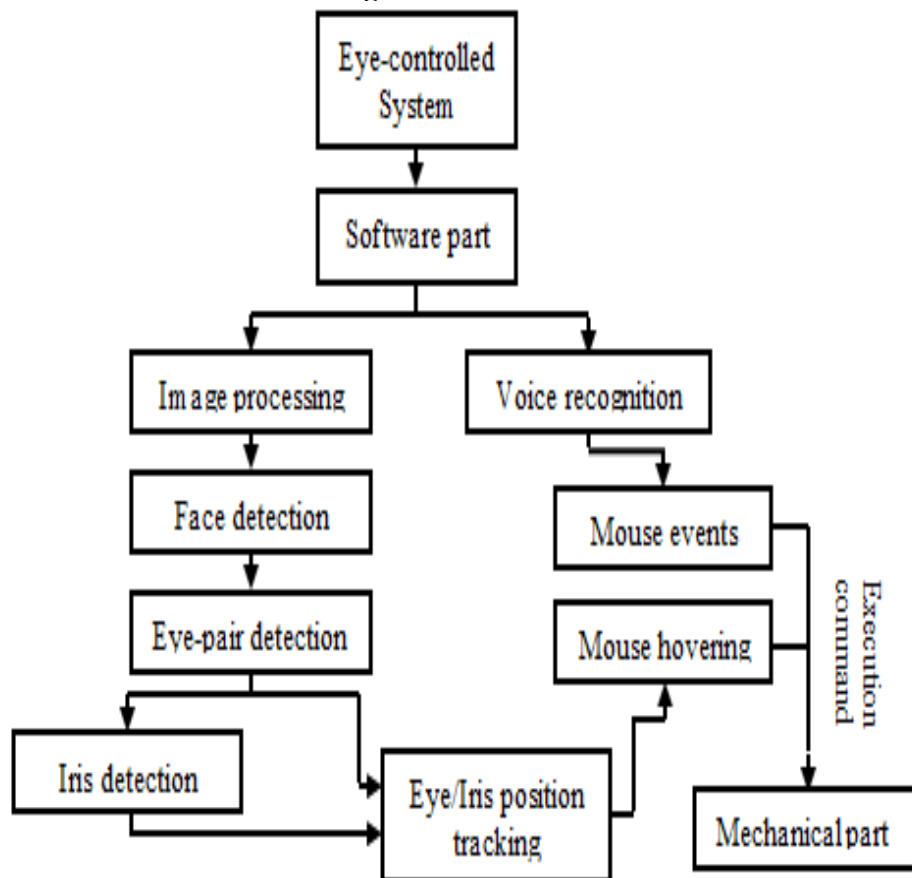 Eye-controlled
System
Software part
Image processing
Voice recognition
Face detection
Mouse events
Eye-pair detection
Mouse hovering
Execution
command
Iris detection
Eye/Iris position
tracking
Mechanical part